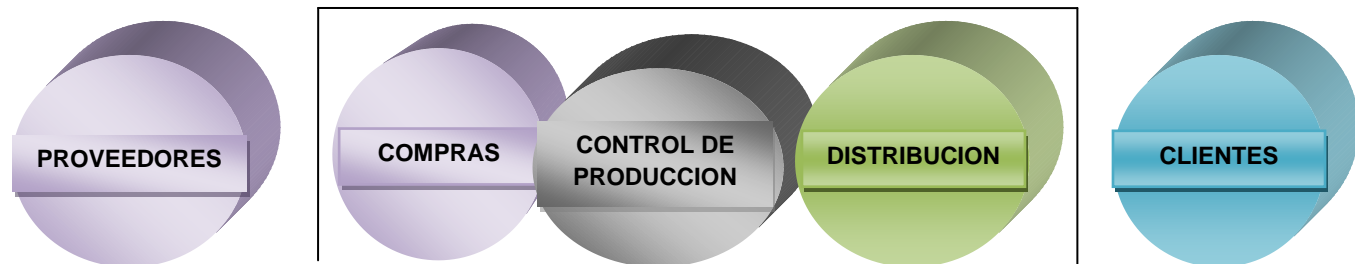 PROVEEDORES
COMPRAS
CONTROL DE
PRODUCCION
DISTRIBUCION
CLIENTES